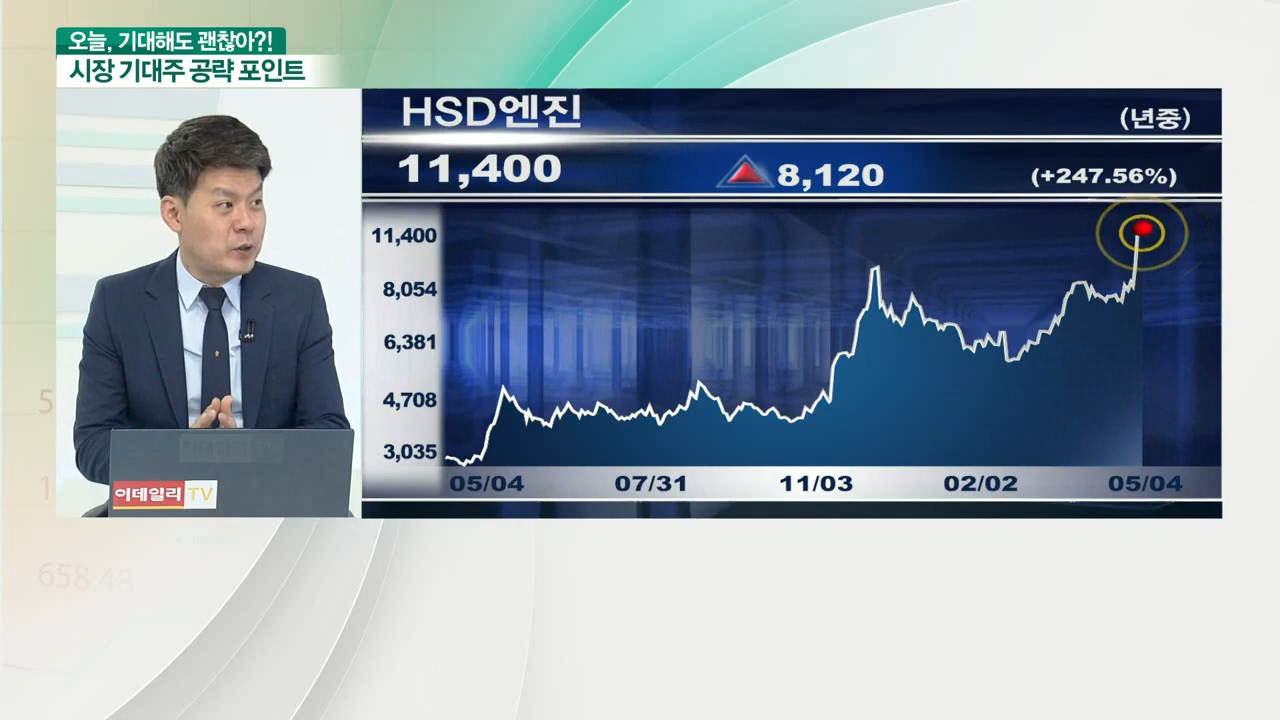 오늘, 기대해도 괜찮아?!
시장 기대주 공략 포인트
HSD엔진
(년중)
11,400
8,120
(+247.56%)
11,400
8,054
6,381
4,708
3,035
05/04
07/31
11/03
02/02
05/04
이데일리 TV
658.48